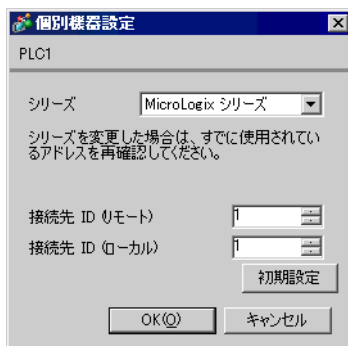 個別機器設定
PLC1
シリーズ MicroLogix シリーズ
シリーズを変更した場合は、すでに使用されてい
るアドレスを再確認してください。
接続先 ID (リモート) 1
接続先 ID (ローカル) 1
初期設定
OK(O) キャンセル